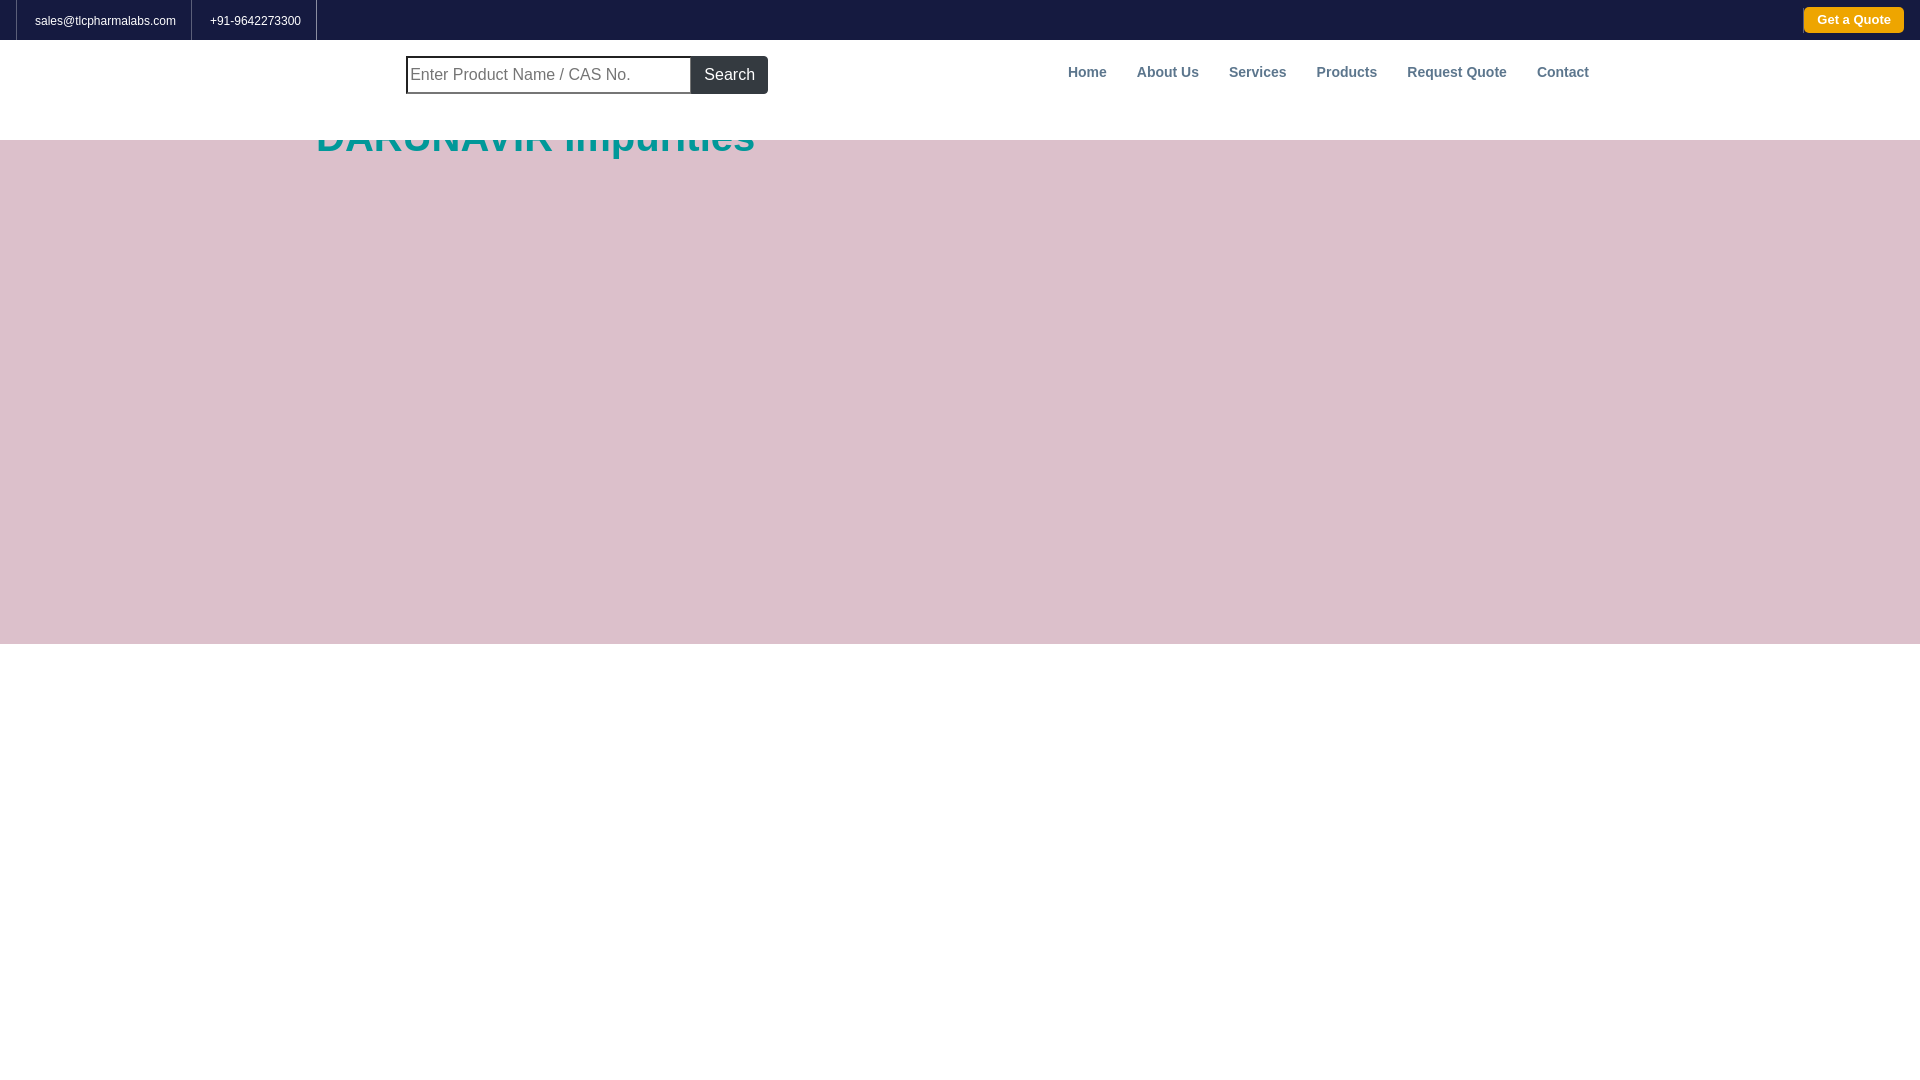 sales@tlcpharmalabs.com
+91-9642273300
Get a Quote
Enter Product Name / CAS No.
Search
Home
About Us
Services
Products
Request Quote
Contact
DARUNAVIR Impurities